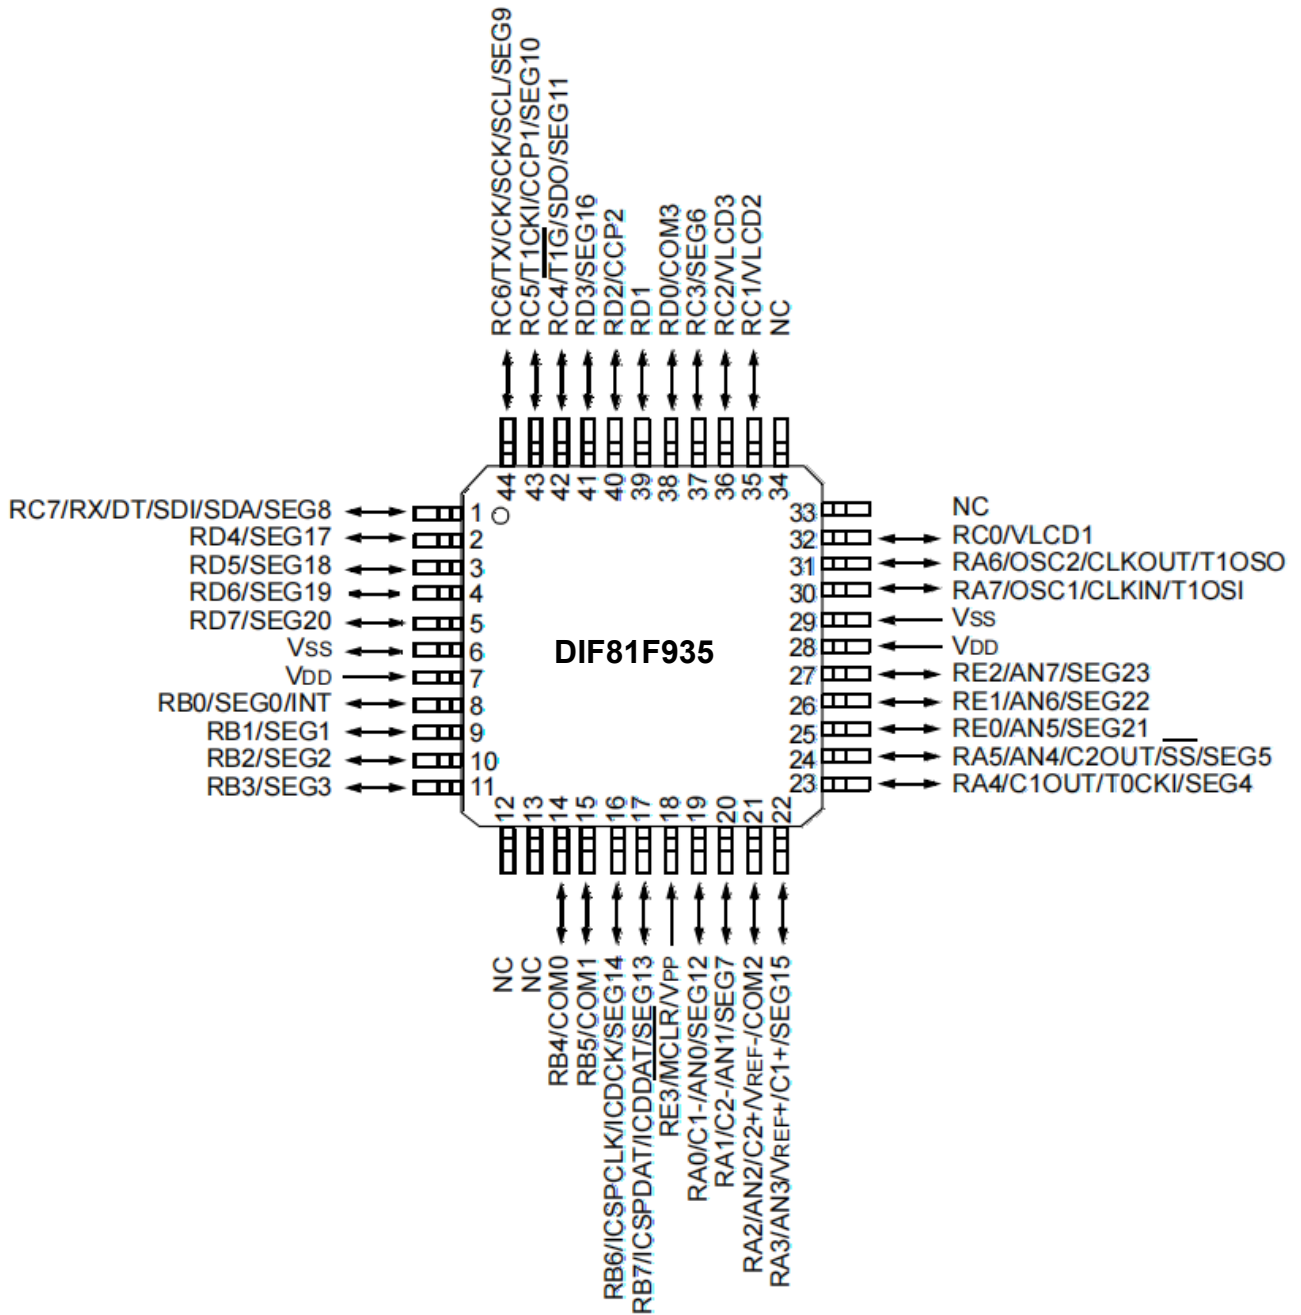 RC6/TX/CK/SCK/SCL/SEG9
RC5/T1CKI/CCP1/SEG10
RC4/T1G/SDO/SEG11
RD3/SEG16
RD2/CCP2
RD1
RD0/COM3
RC3/SEG6
RC2/VLCD3
RC1/VLCD2
NC
44
43
42
41
40
39
38
37
36
35
34
RC7/RX/DT/SDI/SDA/SEG8 1
RD4/SEG17 2
RD5/SEG18 3
RD6/SEG19 4
RD7/SEG20 5
VSS 6
VDD 7
RB0/SEG0/INT 8
RB1/SEG1 9
RB2/SEG2 10
RB3/SEG3 11
DIF81F935
33 NC
32 RC0/VLCD1
31 RA6/OSC2/CLKOUT/T1OSO
30 RA7/OSC1/CLKIN/T1OSI
29 VSS
28 VDD
27 RE2/AN7/SEG23
26 RE1/AN6/SEG22
25 RE0/AN5/SEG21
24 RA5/AN4/C2OUT/SS/SEG5
23 RA4/C1OUT/T0CKI/SEG4
12
13
14
15
16
17
18
19
20
21
22
NC
NC
RB4/COM0
RB5/COM1
RB6/ICSPCLK/ICDCK/SEG14
RB7/ICSPDAT/ICDDAT/SEG13
RE3/MCLR/VPP
RA0/C1-/AN0/SEG12
RA1/C2-/AN1/SEG7
RA2/AN2/C2+/VREF-/COM2
RA3/AN3/VREF+/C1+/SEG15